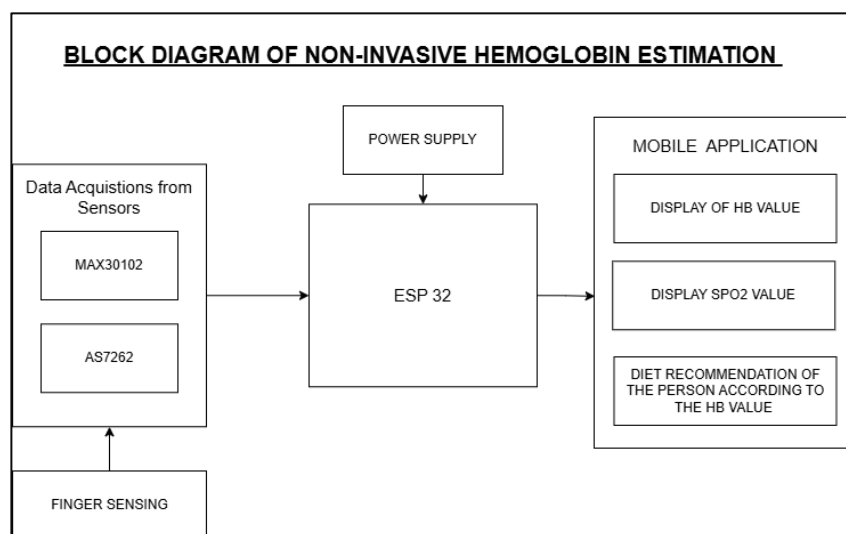 BLOCK DIAGRAM OF NON-INVASIVE HEMOGLOBIN ESTIMATION
POWER SUPPLY
Data Acquistions from
Sensors
MAX30102
AS7262
FINGER SENSING
ESP 32
MOBILE APPLICATION
DISPLAY OF HB VALUE
DISPLAY SPO2 VALUE
DIET RECOMMENDATION OF
THE PERSON ACCORDING TO
THE HB VALUE